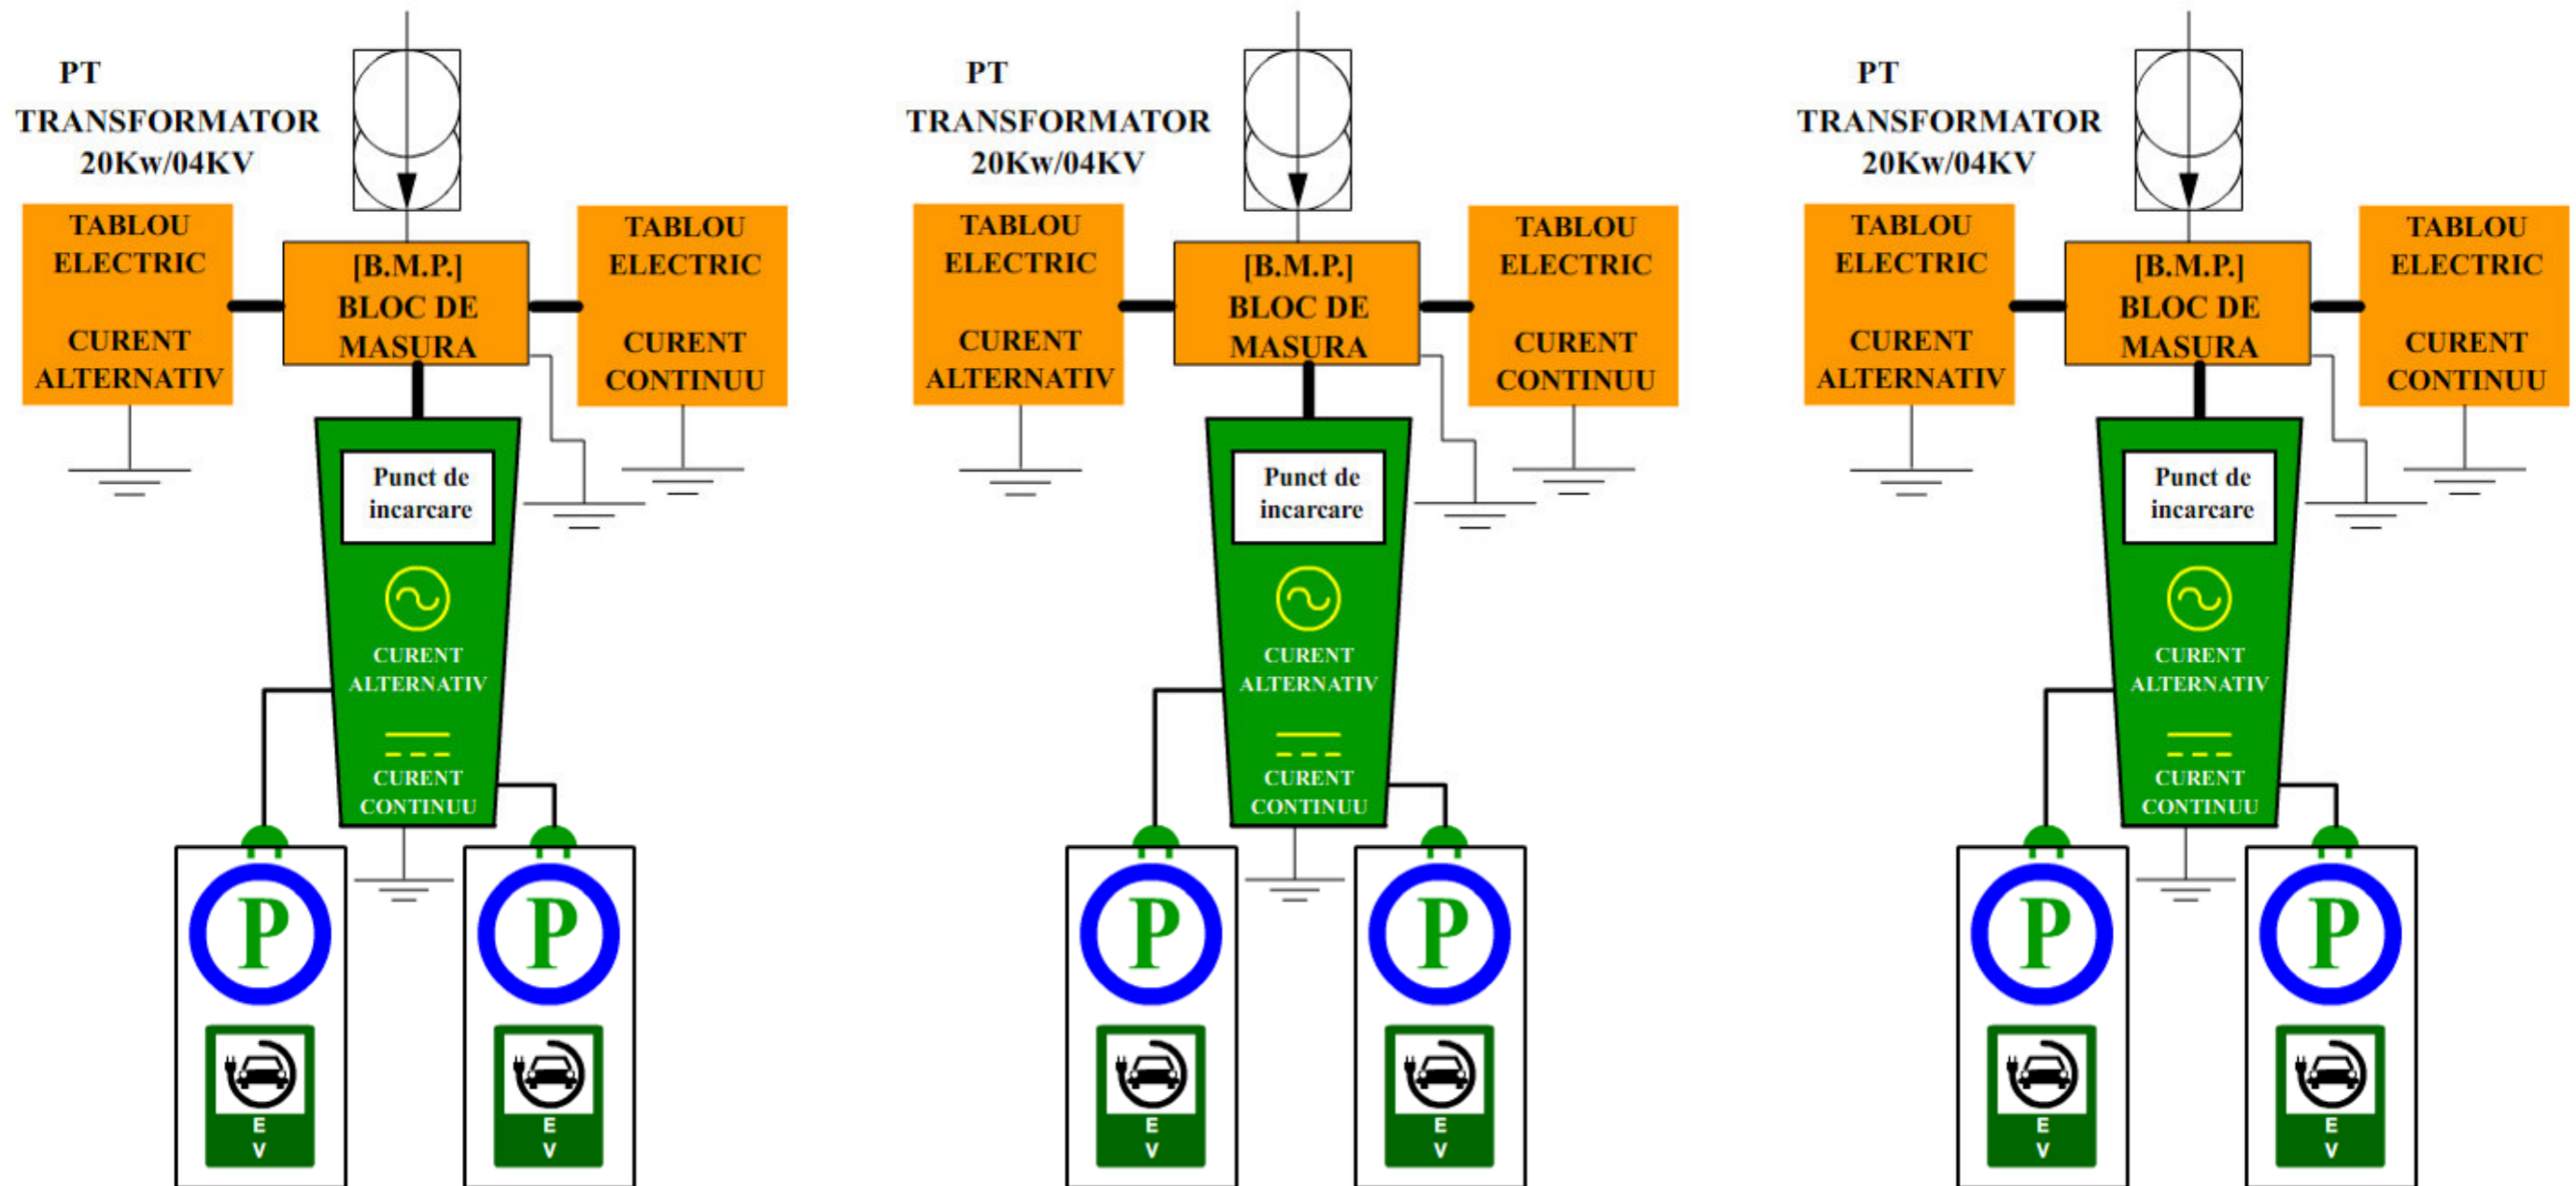 PT
TRANSFORMATOR
20Kw/04KV
TABLOU
ELECTRIC
CURENT
ALTERNATIV
[B.M.P.]
BLOC DE
MASURA
TABLOU
ELECTRIC
CURENT
CONTINUU
Punct de
incarcare
CURENT
ALTERNATIV
CURENT
CONTINUU
P
E
V
P
E
V
PT
TRANSFORMATOR
20Kw/04KV
TABLOU
ELECTRIC
CURENT
ALTERNATIV
[B.M.P.]
BLOC DE
MASURA
TABLOU
ELECTRIC
CURENT
CONTINUU
Punct de
incarcare
CURENT
ALTERNATIV
CURENT
CONTINUU
P
E
V
P
E
V
PT
TRANSFORMATOR
20Kw/04KV
TABLOU
ELECTRIC
CURENT
ALTERNATIV
[B.M.P.]
BLOC DE
MASURA
TABLOU
ELECTRIC
CURENT
CONTINUU
Punct de
incarcare
CURENT
ALTERNATIV
CURENT
CONTINUU
P
E
V
P
E
V